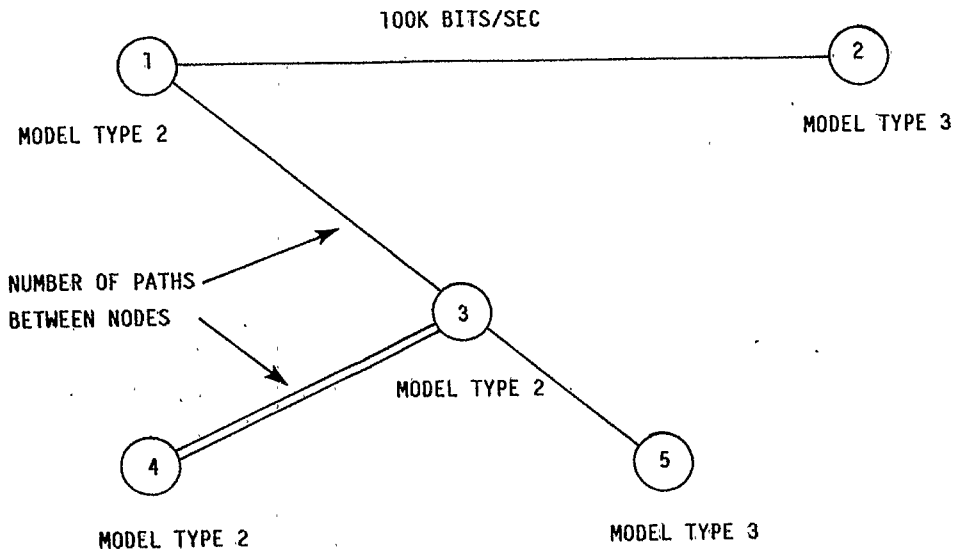 100K BITS/SEC
1
2
MODEL TYPE 2
MODEL TYPE 3
NUMBER OF PATHS
BETWEEN NODES
3
MODEL TYPE 2
4
5
MODEL TYPE 2
MODEL TYPE 3